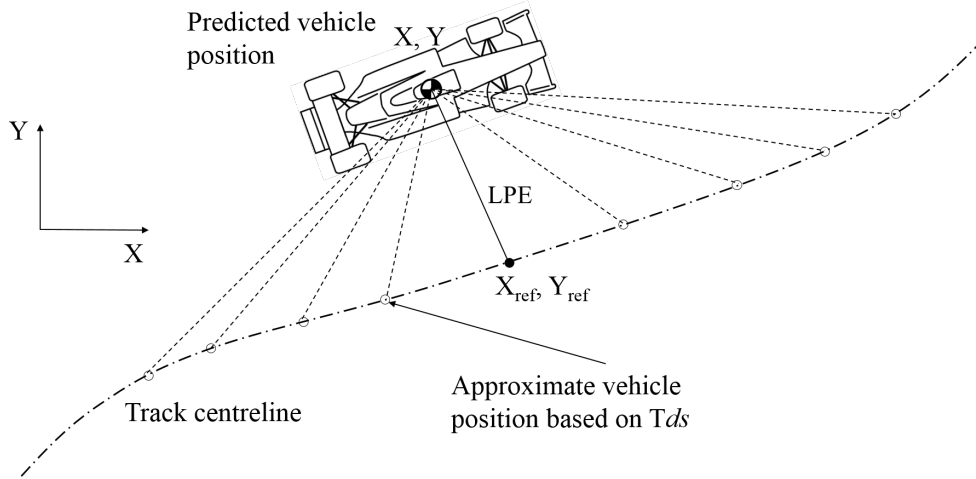 Predicted vehicle
position
X, Y
Y
X
LPE
X_ref, Y_ref
Approximate vehicle
position based on Tds
Track centreline